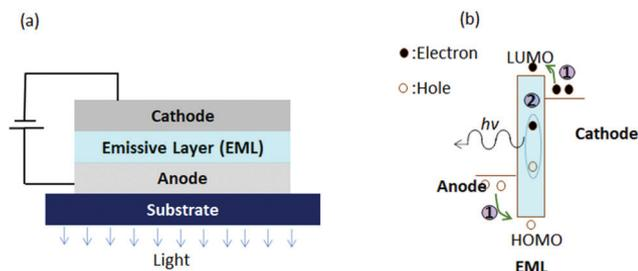 (a)
Cathode
Emissive Layer (EML)
Anode
Substrate
Light
(b)
●:Electron
○:Hole
LUMO
1
2
hv
Cathode
Anode
1
HOMO
EML